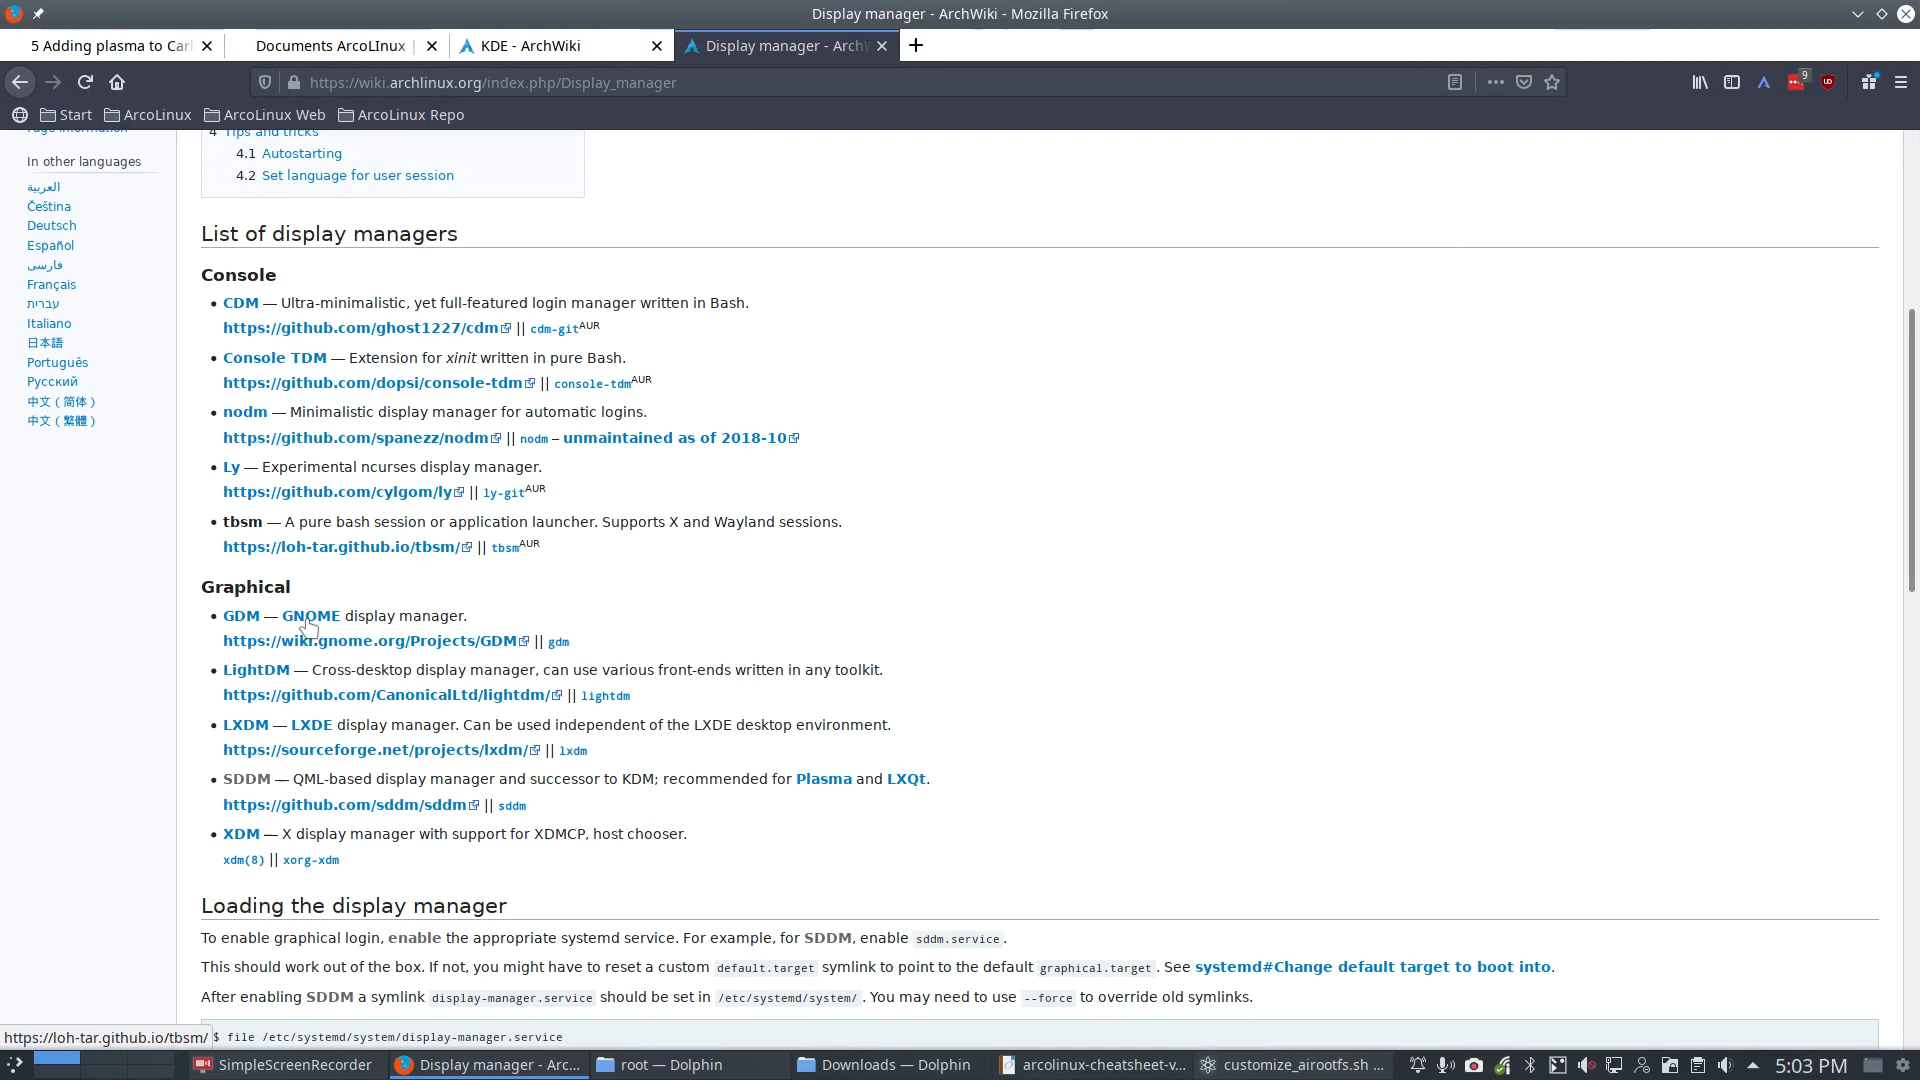 Display manager - ArchWiki - Mozilla Firefox
5 Adding plasma to Carl
Documents ArcoLInux |
KDE - ArchWiki
Display manager - ArchW
https://wiki.archlinux.org/index.php/Display_manager
9
Start
ArcoLinux
ArcoLinux Web
ArcoLinux Repo
Page information
In other languages
العربية
Čeština
Deutsch
Español
فارسی
Français
עברית
Italiano
日本語
Português
Русский
中文（简体）
中文（繁體）
4 Tips and tricks
4.1 Autostarting
4.2 Set language for user session
List of display managers
Console
• CDM — Ultra-minimalistic, yet full-featured login manager written in Bash.
https://github.com/ghost1227/cdm || cdm-gitAUR
• Console TDM — Extension for xinit written in pure Bash.
https://github.com/dopsi/console-tdm || console-tdmAUR
• nodm — Minimalistic display manager for automatic logins.
https://github.com/spanezz/nodm || nodm – unmaintained as of 2018-10
• Ly — Experimental ncurses display manager.
https://github.com/cylgom/ly || ly-gitAUR
• tbsm — A pure bash session or application launcher. Supports X and Wayland sessions.
https://loh-tar.github.io/tbsm/ || tbsmAUR
Graphical
• GDM — GNOME display manager.
https://wiki.gnome.org/Projects/GDM || gdm
• LightDM — Cross-desktop display manager, can use various front-ends written in any toolkit.
https://github.com/CanonicalLtd/lightdm/ || lightdm
• LXDM — LXDE display manager. Can be used independent of the LXDE desktop environment.
https://sourceforge.net/projects/lxdm/ || lxdm
• SDDM — QML-based display manager and successor to KDM; recommended for Plasma and LXQt.
https://github.com/sddm/sddm || sddm
• XDM — X display manager with support for XDMCP, host chooser.
xdm(8) || xorg-xdm
Loading the display manager
To enable graphical login, enable the appropriate systemd service. For example, for SDDM, enable sddm.service.
This should work out of the box. If not, you might have to reset a custom default.target symlink to point to the default graphical.target. See systemd#Change default target to boot into.
After enabling SDDM a symlink display-manager.service should be set in /etc/systemd/system/. You may need to use --force to override old symlinks.
$ file /etc/systemd/system/display-manager.service
https://loh-tar.github.io/tbsm/
SimpleScreenRecorder
Display manager - Arc...
root — Dolphin
Downloads — Dolphin
arcolinux-cheatsheet-v...
customize_airootfs.sh ...
5:03 PM